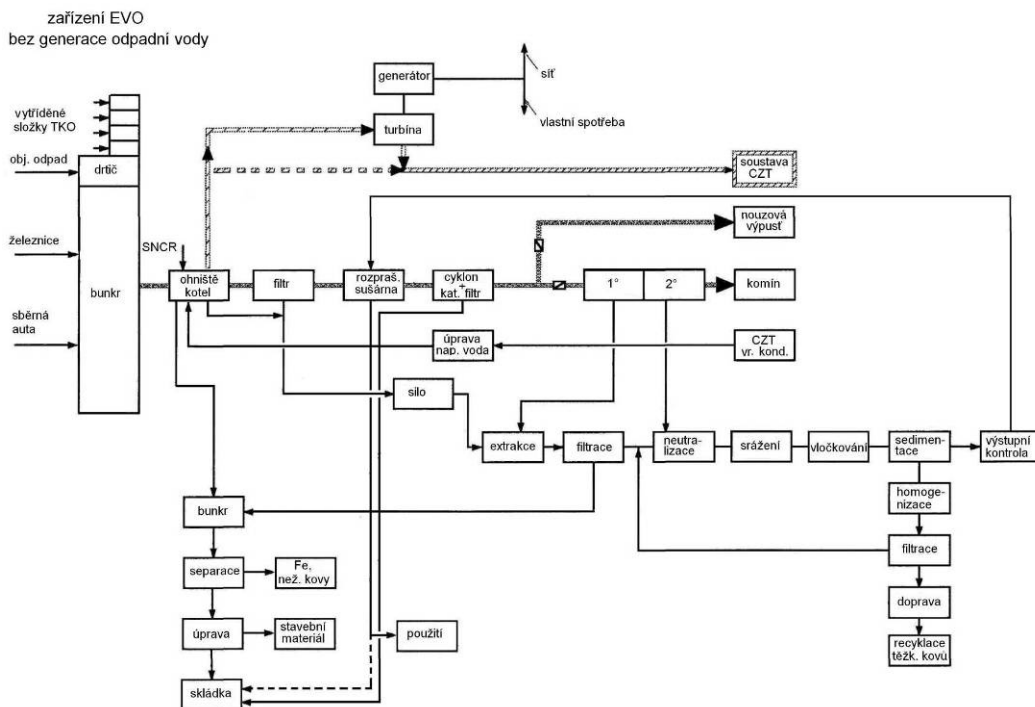 zařízení EVO
bez generace odpadní vody
generátor
síť
vlastní spotřeba
turbína
vytříděné
složky TKO
obj. odpad
drtič
soustava
CZT
nouzová
výpusť
železnice
SNCR
bunkr
ohniště
kotel
filtr
rozpraš.
sušárna
cyklon
+
kat. filtr
1°
2°
komín
sběrná
auta
úprava
nap. voda
CZT
vr. kond.
silo
extrakce
filtrace
neutra-
lizace
srážení
vločkování
sedimen-
tace
výstupní
kontrola
homoge-
nizace
bunkr
filtrace
separace
Fe,
než. kovy
doprava
úprava
stavební
materiál
použití
recyklace
těžk. kovů
skládka